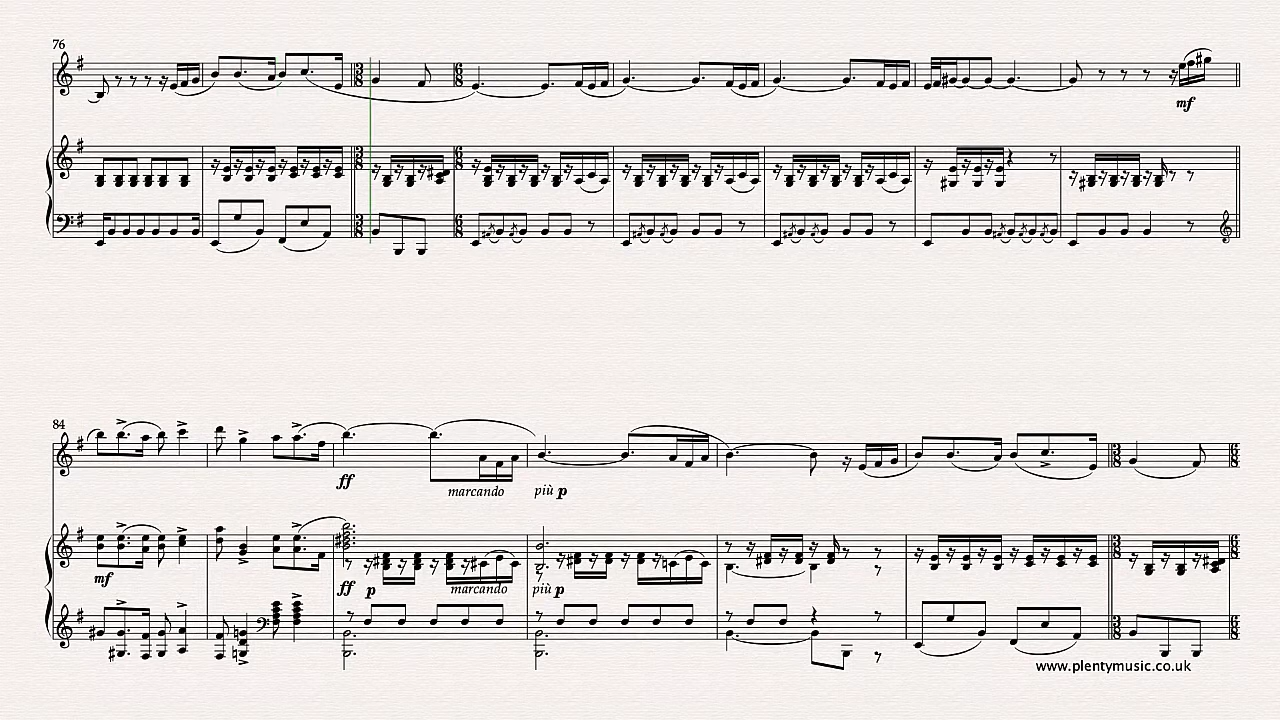 76
mf
84
ff
marcando
più p
mf
ff
p
marcando
più p
www.plentymusic.co.uk